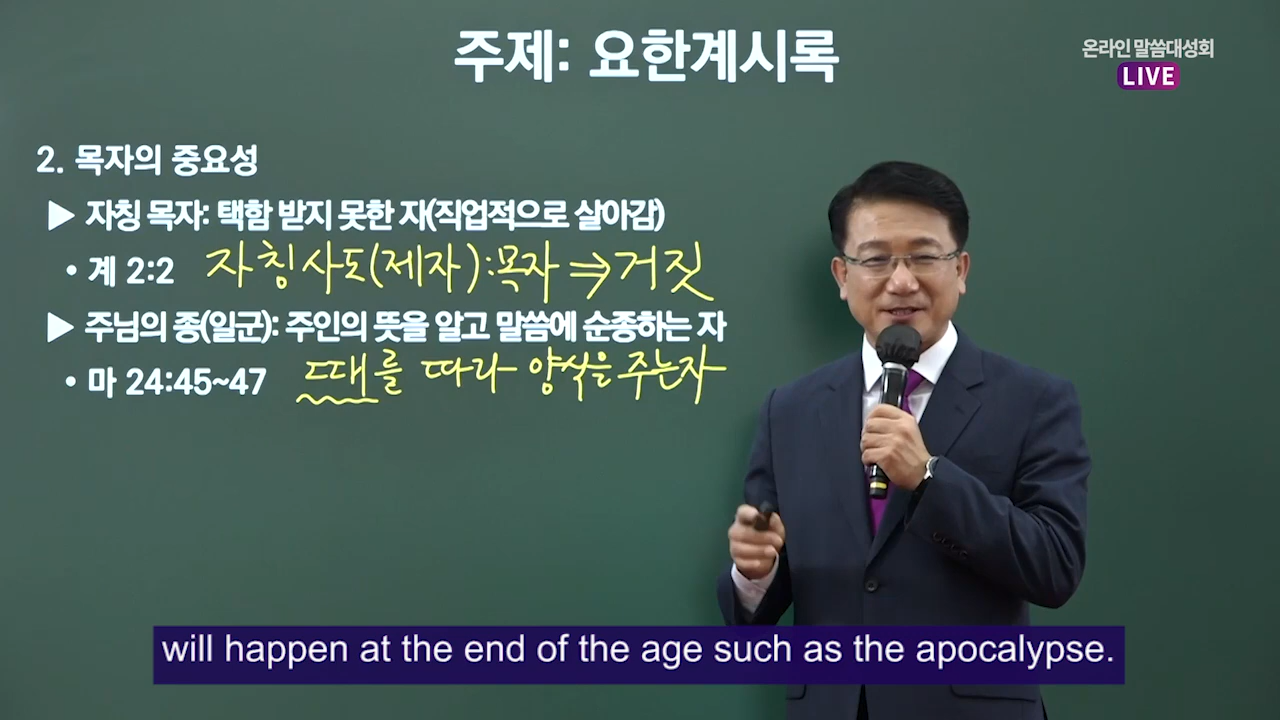 주제: 요한계시록
온라인 말씀대성회
LIVE
2. 목자의 중요성
▶ 자칭 목자: 택함 받지 못한 자(직업적으로 살아감)
• 계 2:2 자칭사도(제자):목자 ⇒ 거짓
▶ 주님의 종(일군): 주인의 뜻을 알고 말씀에 순종하는 자
• 마 24:45~47 때를 따라 양식을 주는자
will happen at the end of the age such as the apocalypse.